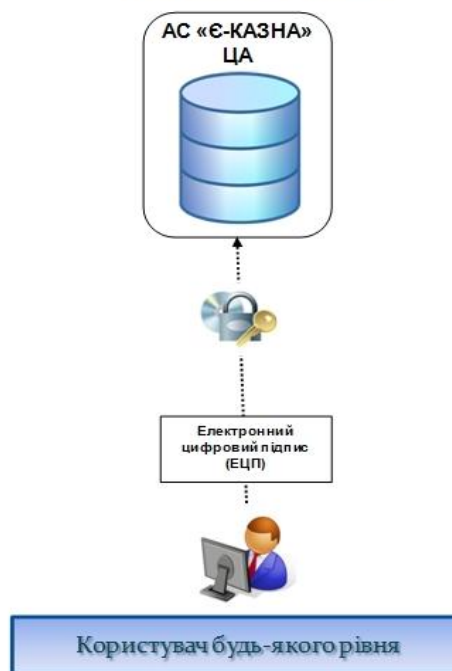 АС «Є-КАЗНА»
ЦА
Електронний
цифровий підпис
(ЕЦП)
Користувач будь-якого рівня